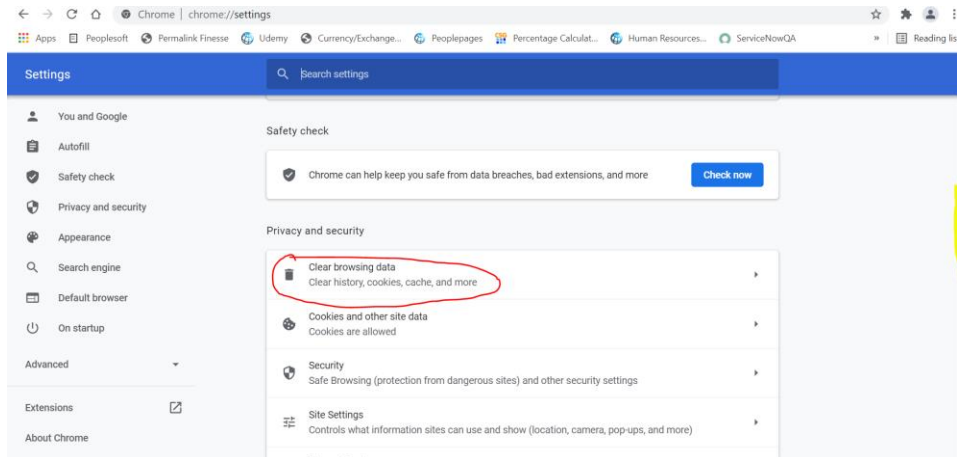 Chrome | chrome://settings
Apps Peoplesoft Permalink Finesse Udemy Currency/Exchange... Peoplepages Percentage Calculat... Human Resources... ServiceNowQA » Reading lis
Settings
Search settings
You and Google
Autofill
Safety check
Privacy and security
Appearance
Search engine
Default browser
On startup
Advanced
Extensions
About Chrome
Safety check
Chrome can help keep you safe from data breaches, bad extensions, and more
Check now
Privacy and security
Clear browsing data
Clear history, cookies, cache, and more
Cookies and other site data
Cookies are allowed
Security
Safe Browsing (protection from dangerous sites) and other security settings
Site Settings
Controls what information sites can use and show (location, camera, pop-ups, and more)